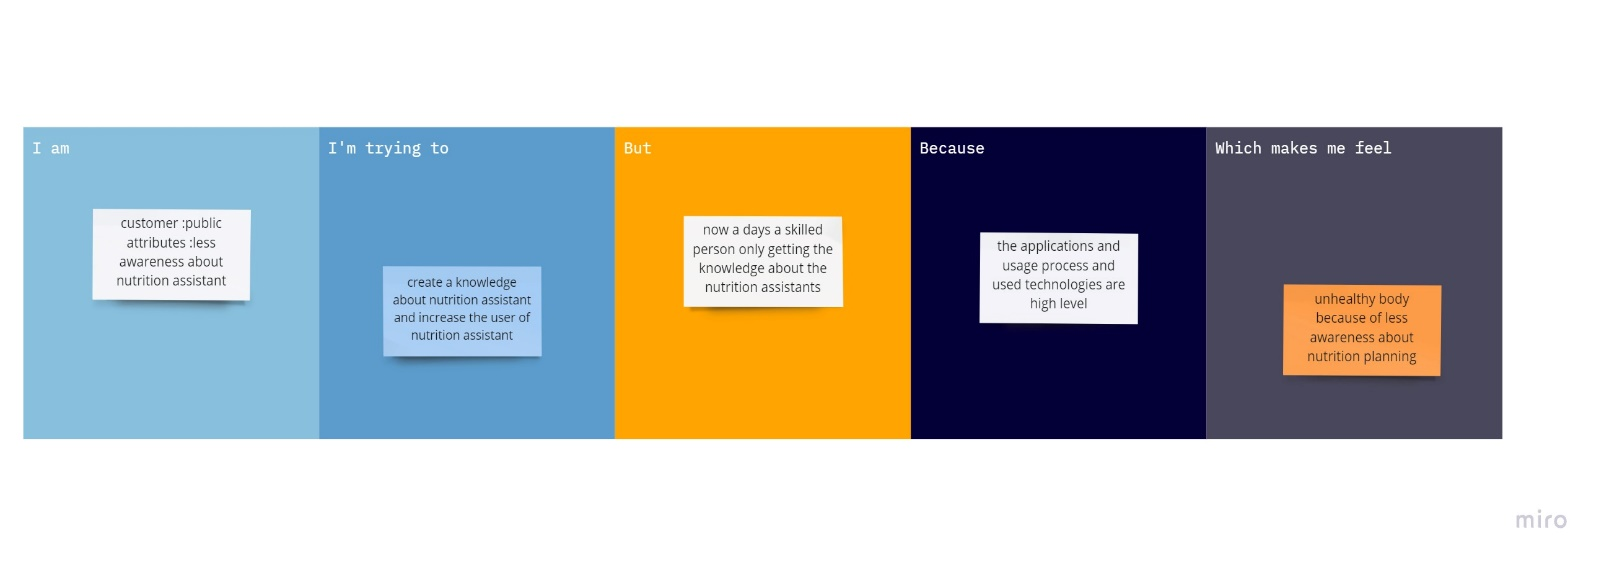 I am
customer :public
attributes :less
awareness about
nutrition assistant
I'm trying to
create a knowledge
about nutrition assistant
and increase the user of
nutrition assistant
But
now a days a skilled
person only getting the
knowledge about the
nutrition assistants
Because
the applications and
usage process and
used technologies are
high level
Which makes me feel
unhealthy body
because of less
awareness about
nutrition planning
miro